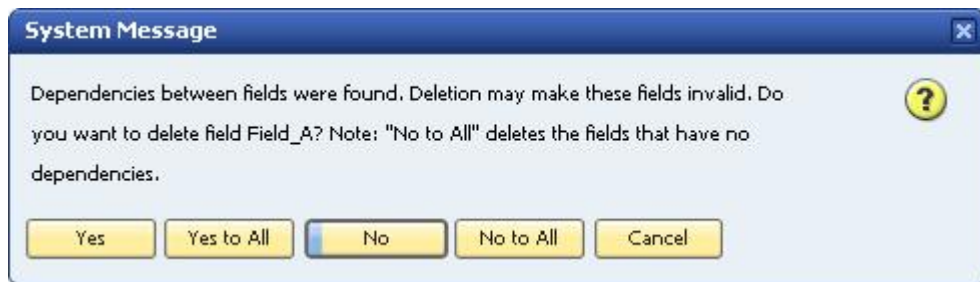 System Message
Dependencies between fields were found. Deletion may make these fields invalid. Do
you want to delete field Field_A? Note: "No to All" deletes the fields that have no
dependencies.
Yes Yes to All No No to All Cancel